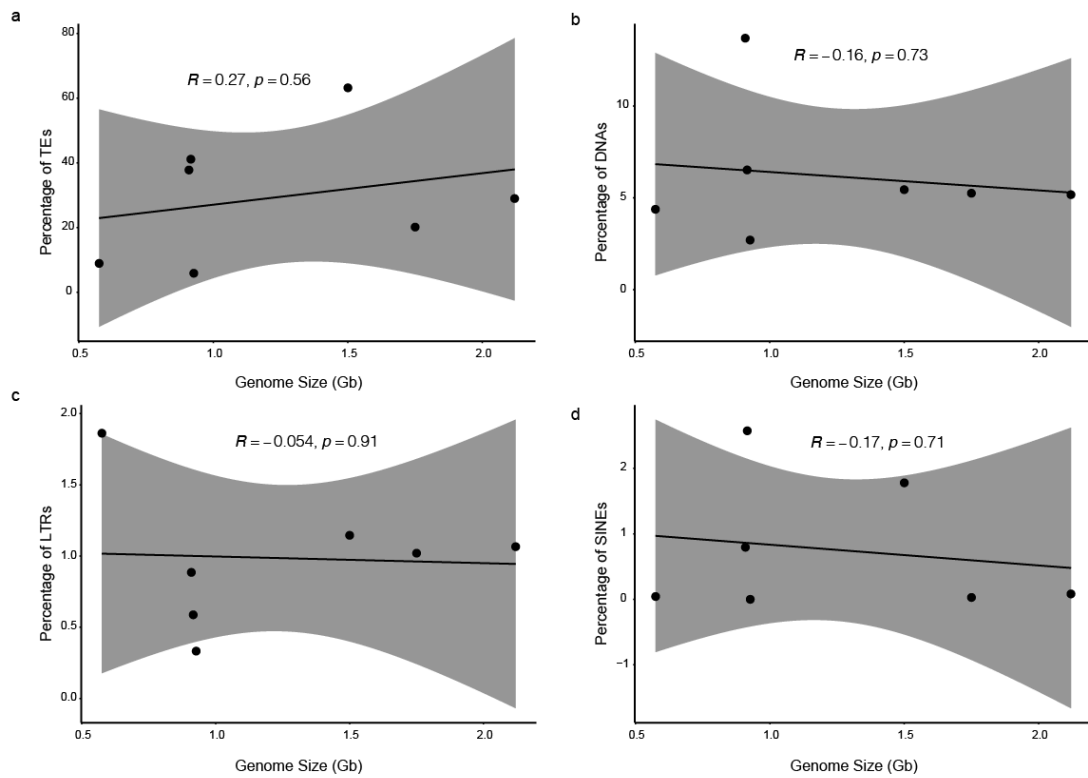 a
R = 0.27, p = 0.56
Percentage of TEs
80
60
40
20
0
0.5 1.0 1.5 2.0
Genome Size (Gb)
b
R = −0.16, p = 0.73
Percentage of DNAs
10
5
0
0.5 1.0 1.5 2.0
Genome Size (Gb)
c
R = −0.054, p = 0.91
Percentage of LTRs
2.0
1.5
1.0
0.5
0.0
0.5 1.0 1.5 2.0
Genome Size (Gb)
d
R = −0.17, p = 0.71
Percentage of SINEs
2
1
0
−1
0.5 1.0 1.5 2.0
Genome Size (Gb)